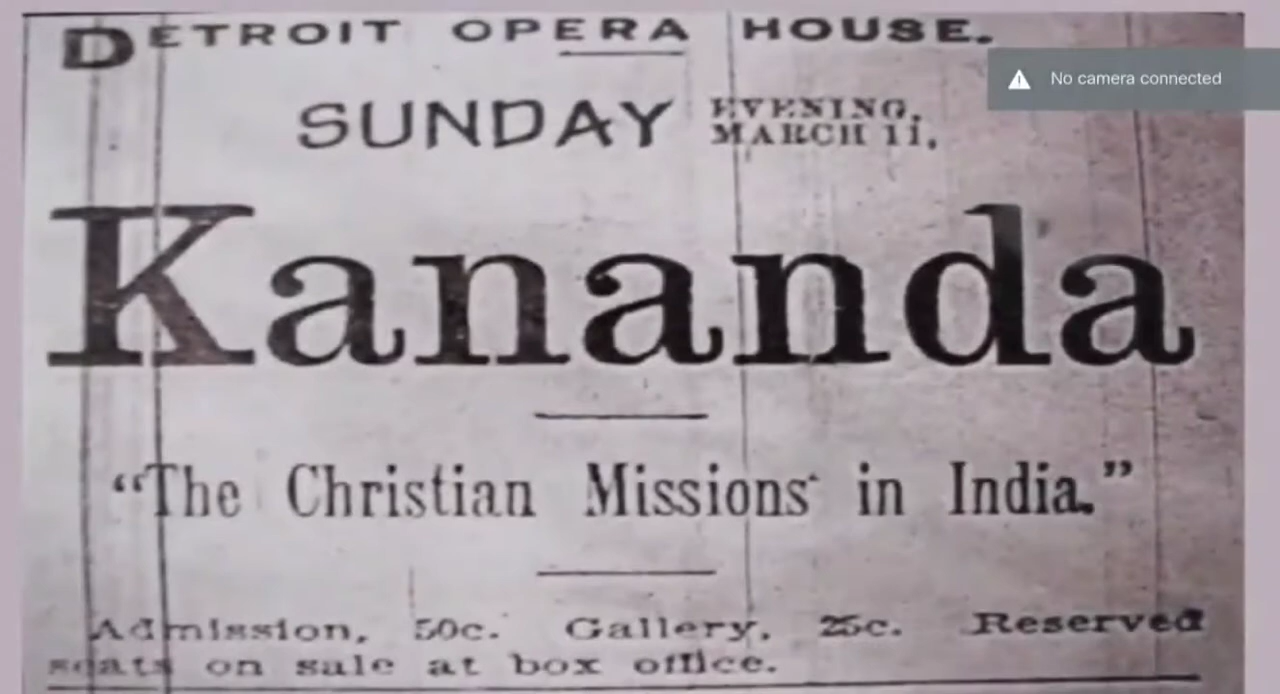 DETROIT OPERA HOUSE.
No camera connected
SUNDAY EVENING, MARCH 11,
Kananda
“The Christian Missions in India.”
Admission, 50c. Gallery, 25c. Reserved
seats on sale at box office.